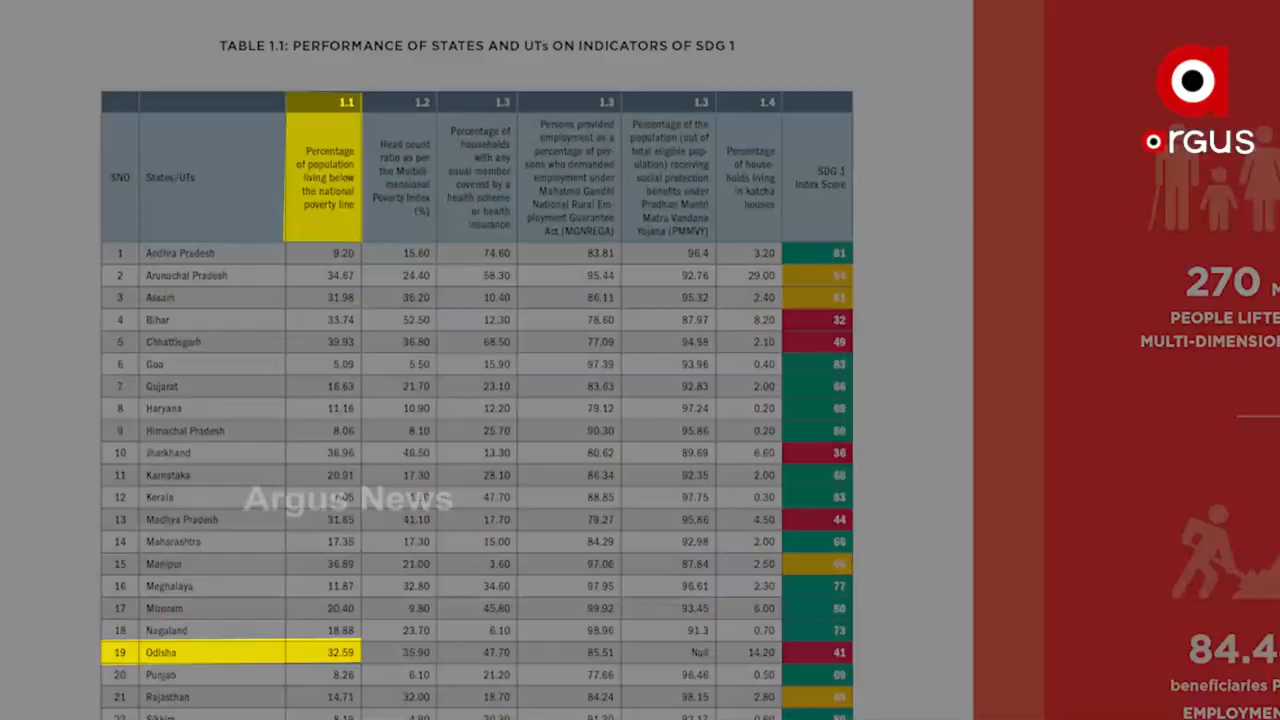 TABLE 1.1: PERFORMANCE OF STATES AND UTs ON INDICATORS OF SDG 1
1.1 1.2 1.3 1.3 1.3 1.4
SNO
States/UTs
Percentage
of population
living below
the national
poverty line
Head count
ratio as per
the Multidi-
mensional
Poverty Index
(%)
Percentage of
households
with any
usual member
covered by a
health scheme
or health
insurance
Persons provided
employment as a
percentage of per-
sons who demanded
employment under
Mahatma Gandhi
National Rural Em-
ployment Guarantee
Act (MGNREGA)
Percentage of the
population (out of
total eligible pop-
ulation) receiving
social protection
benefits under
Pradhan Mantri
Matru Vandana
Yojana (PMMVY)
Percentage
of house-
holds living
in katcha
houses
SDG 1
Index Score
1 Andhra Pradesh 9.20 15.60 74.60 83.81 96.4 3.20 81
2 Arunachal Pradesh 34.67 24.40 58.30 95.44 92.76 29.00 54
3 Assam 31.98 36.20 10.40 86.11 95.32 2.40
4 Bihar 33.74 52.50 12.30 78.60 87.97 8.20 32
5 Chhattisgarh 39.93 36.80 68.50 77.09 94.98 2.10 49
6 Goa 5.09 5.50 15.90 97.39 93.96 0.40 83
7 Gujarat 16.63 21.70 23.10 83.63 92.83 2.00 66
8 Haryana 11.16 10.90 12.20 79.12 97.24 0.20 69
9 Himachal Pradesh 8.06 8.10 25.70 90.30 95.86 0.20 80
10 Jharkhand 36.96 46.50 13.30 80.62 89.69 6.60 36
11 Karnataka 20.91 17.30 28.10 86.34 92.35 2.00 68
12 Kerala 47.70 88.85 97.75 0.30 83
13 Madhya Pradesh 31.65 41.10 17.70 79.27 95.86 4.50 44
14 Maharashtra 17.35 17.30 15.00 84.29 92.98 2.00 66
15 Manipur 36.89 21.00 3.60 97.06 87.84 2.50
16 Meghalaya 11.87 32.80 34.60 97.95 96.61 2.30 77
17 Mizoram 20.40 9.80 45.80 99.92 93.45 6.00 80
18 Nagaland 18.88 23.70 6.10 98.96 91.3 0.70 73
19 Odisha 32.59 35.90 47.70 85.51 Null 14.20 41
20 Punjab 8.26 6.10 21.20 77.66 96.46 0.50 69
21 Rajasthan 14.71 32.00 18.70 84.24 98.15 2.80
22 Sikkim
Argus News
argus
270
PEOPLE LIFTE
MULTI-DIMENSIO
84.4
beneficiaries P
EMPLOYMEN